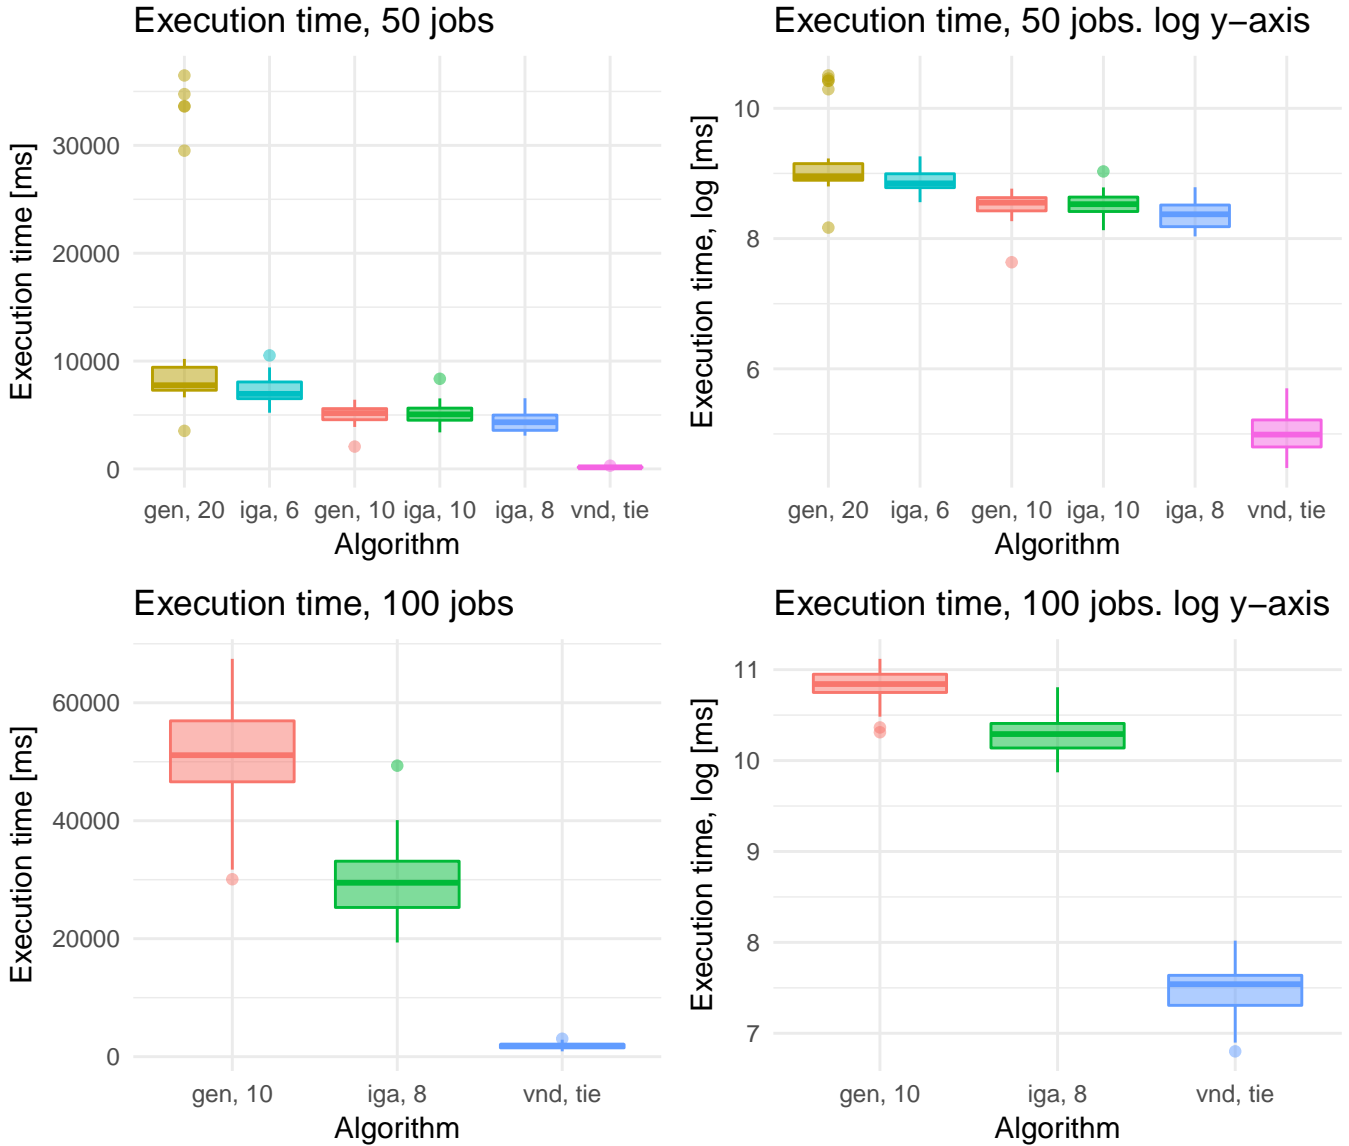 Execution time, 50 jobs
Execution time [ms]
30000
20000
10000
0
gen, 20 iga, 6 gen, 10 iga, 10 iga, 8 vnd, tie
Algorithm
Execution time, 50 jobs. log y−axis
Execution time, log [ms]
10
8
6
gen, 20 iga, 6 gen, 10 iga, 10 iga, 8 vnd, tie
Algorithm
Execution time, 100 jobs
Execution time [ms]
60000
40000
20000
0
gen, 10 iga, 8 vnd, tie
Algorithm
Execution time, 100 jobs. log y−axis
Execution time, log [ms]
11
10
9
8
7
gen, 10 iga, 8 vnd, tie
Algorithm